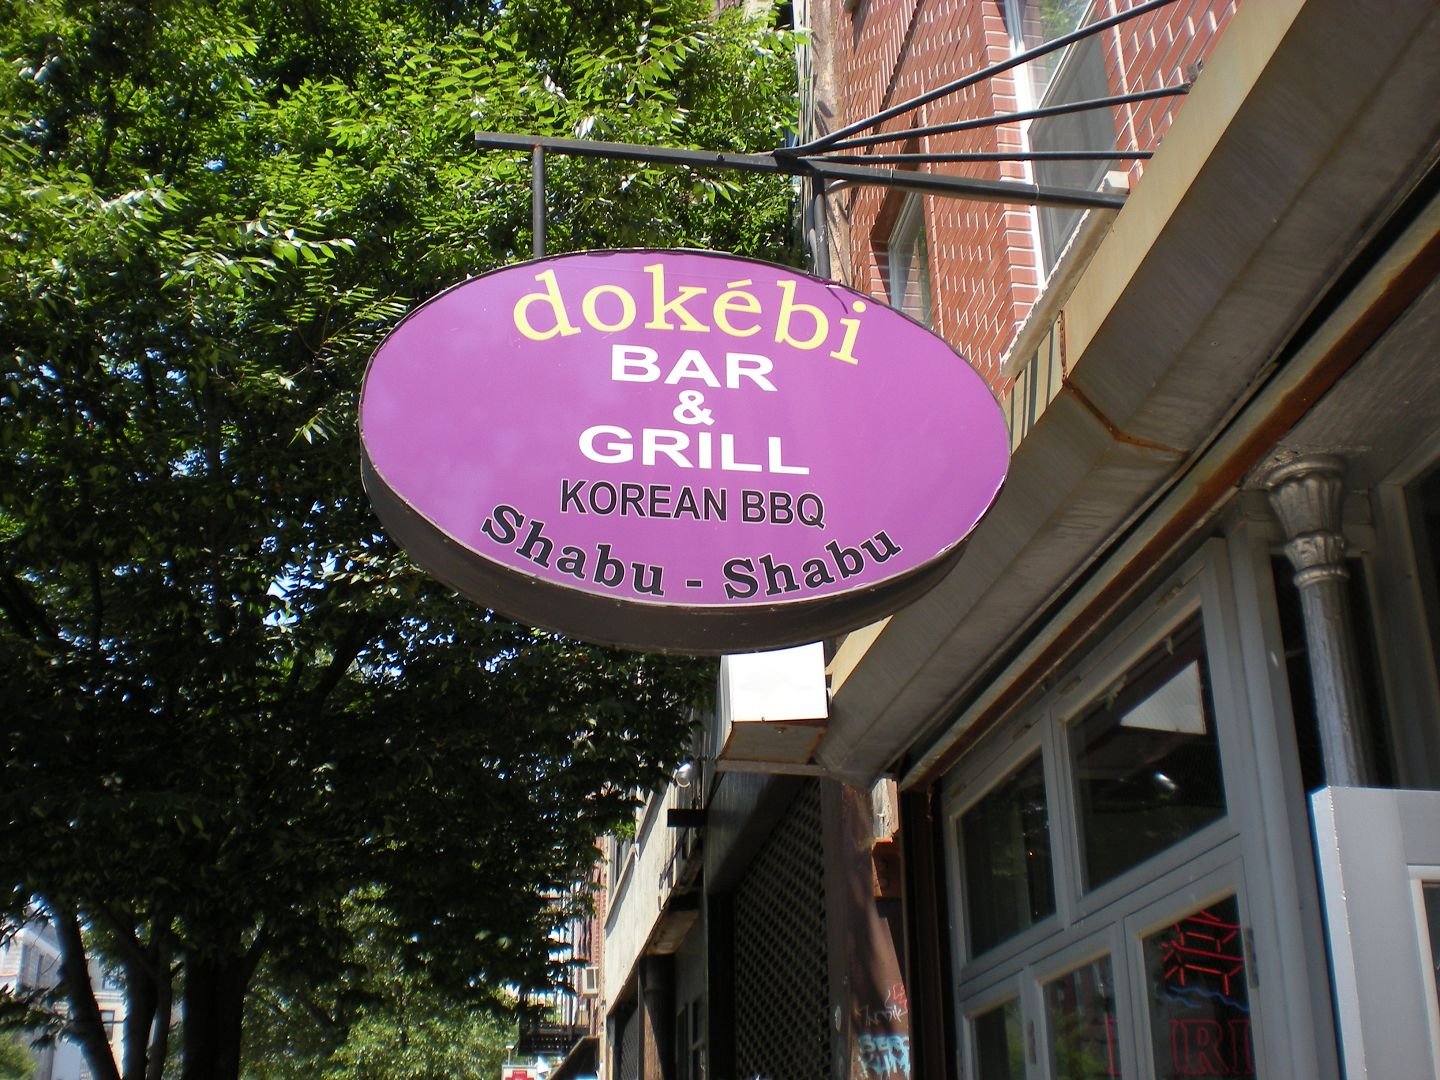 dokébi
BAR
&
GRILL
KOREAN BBQ
Shabu - Shabu